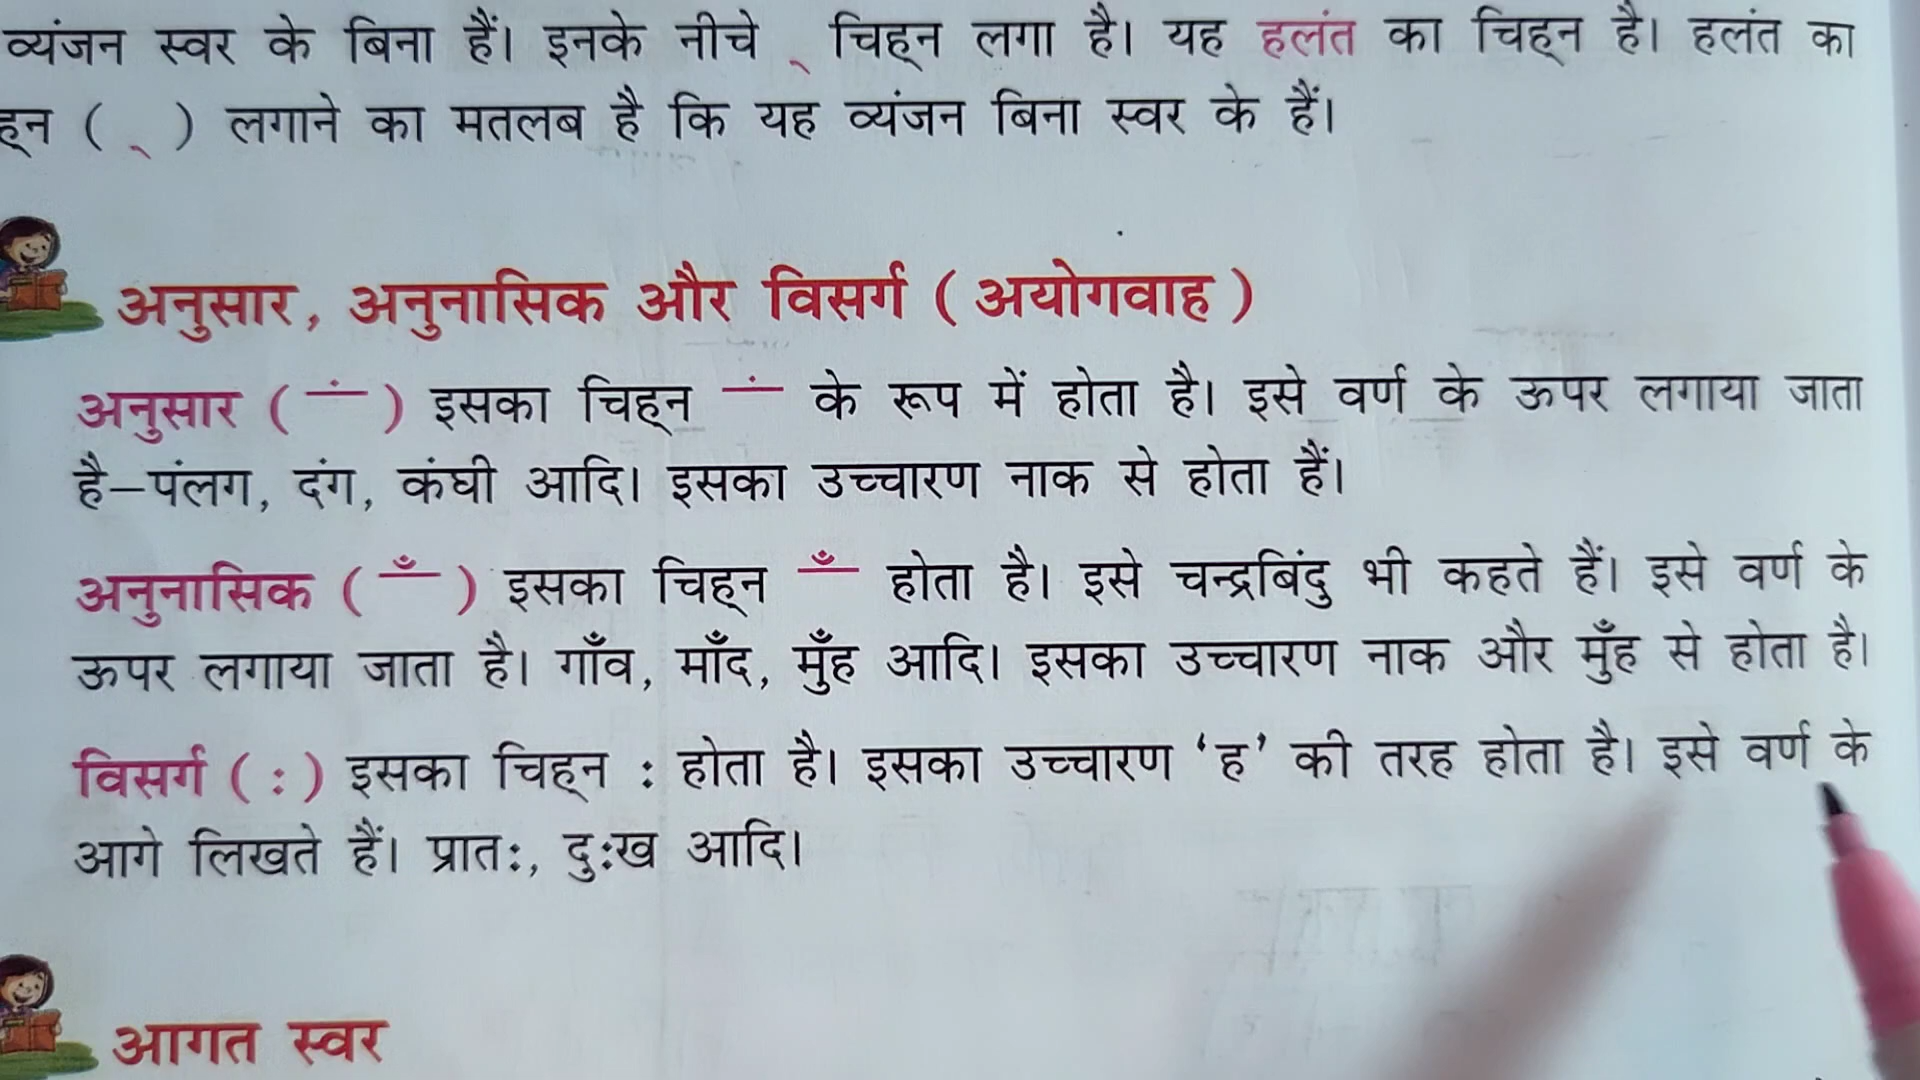 व्यंजन स्वर के बिना हैं। इनके नीचे ् चिह्न लगा है। यह हलंत का चिह्न है। हलंत का
ह्न ( ् ) लगाने का मतलब है कि यह व्यंजन बिना स्वर के हैं।
अनुसार, अनुनासिक और विसर्ग ( अयोगवाह )
अनुसार ( ं ) इसका चिह्न ं के रूप में होता है। इसे वर्ण के ऊपर लगाया जाता
है–पंलग, दंग, कंघी आदि। इसका उच्चारण नाक से होता हैं।
अनुनासिक ( ँ ) इसका चिह्न ँ होता है। इसे चन्द्रबिंदु भी कहते हैं। इसे वर्ण के
ऊपर लगाया जाता है। गाँव, माँद, मुँह आदि। इसका उच्चारण नाक और मुँह से होता है।
विसर्ग ( : ) इसका चिह्न : होता है। इसका उच्चारण ‘ह’ की तरह होता है। इसे वर्ण के
आगे लिखते हैं। प्रात:, दु:ख आदि।
आगत स्वर